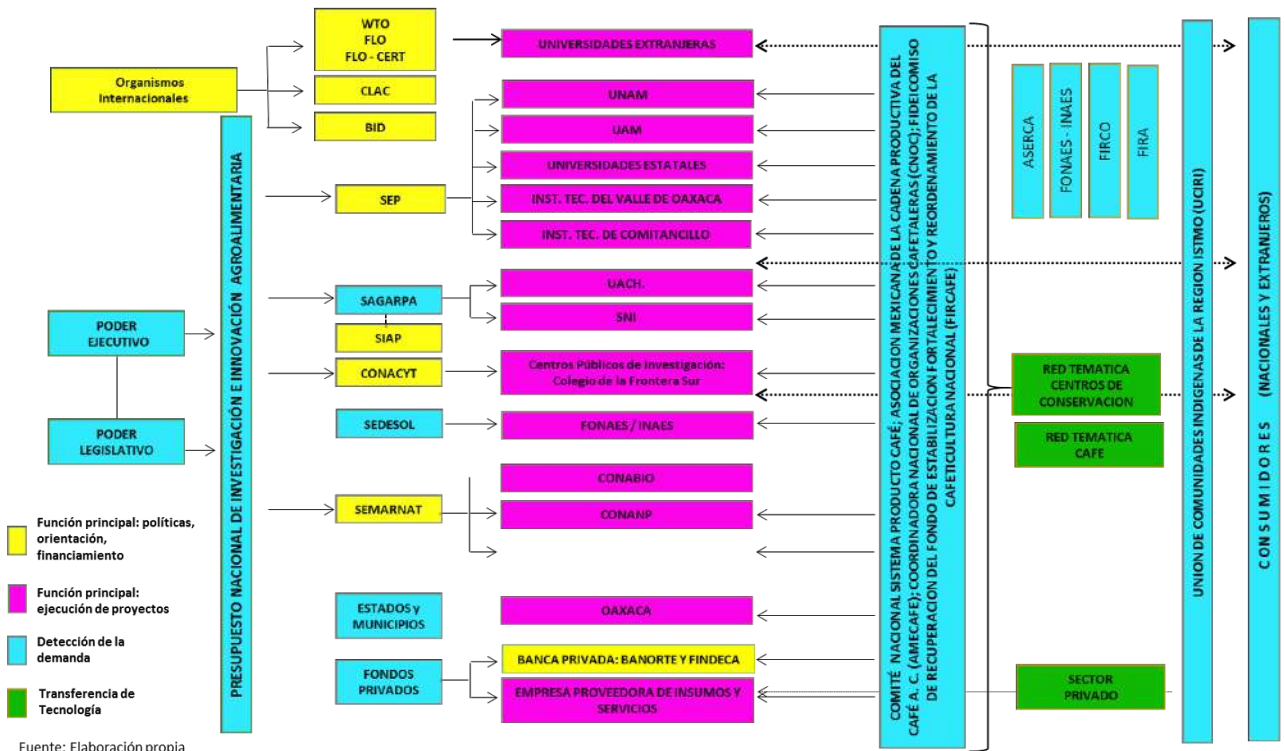 Organismos
Internacionales
WTO
FLO
FLO - CERT
CLAC
BID
UNIVERSIDADES EXTRANJERAS
UNAM
UAM
UNIVERSIDADES ESTATALES
INST. TEC. DEL VALLE DE OAXACA
INST. TEC. DE COMITANCILLO
SEP
PODER
EJECUTIVO
PODER
LEGISLATIVO
PRESUPUESTO NACIONAL DE INVESTIGACIÓN E INNOVACIÓN AGROALIMENTARIA
SAGARPA
SIAP
UACH.
SNI
CONACYT
Centros Públicos de Investigación:
Colegio de la Frontera Sur
SEDESOL
FONAES / INAES
SEMARNAT
CONABIO
CONANP
ESTADOS y
MUNICIPIOS
OAXACA
FONDOS
PRIVADOS
BANCA PRIVADA: BANORTE Y FINDECA
EMPRESA PROVEEDORA DE INSUMOS Y
SERVICIOS
COMITÉ NACIONAL SISTEMA PRODUCTO CAFÉ; ASOCIACION MEXICANA DE LA CADENA PRODUCTIVA DEL
CAFÉ A. C. (AMECAFE); COORDINADORA NACIONAL DE ORGANIZACIONES CAFETALERAS (CNOC); FIDEICOMISO
DE RECUPERACION DEL FONDO DE ESTABILIZACION FORTALECIMIENTO Y REORDENAMIENTO DE LA
CAFETICULTURA NACIONAL (FIRCAFE)
ASERCA
FONAES - INAES
FIRCO
FIRA
RED TEMATICA
CENTROS DE
CONSERVACION
RED TEMATICA
CAFE
SECTOR
PRIVADO
UNION DE COMUNIDADES INDIGENAS DE LA REGION ISTMO (UCIRI)
CONSUMIDORES (NACIONALES Y EXTRANJEROS)
Función principal: políticas,
orientación,
financiamiento
Función principal:
ejecución de proyectos
Detección de la
demanda
Transferencia de
Tecnología
Fuente: Elaboración propia